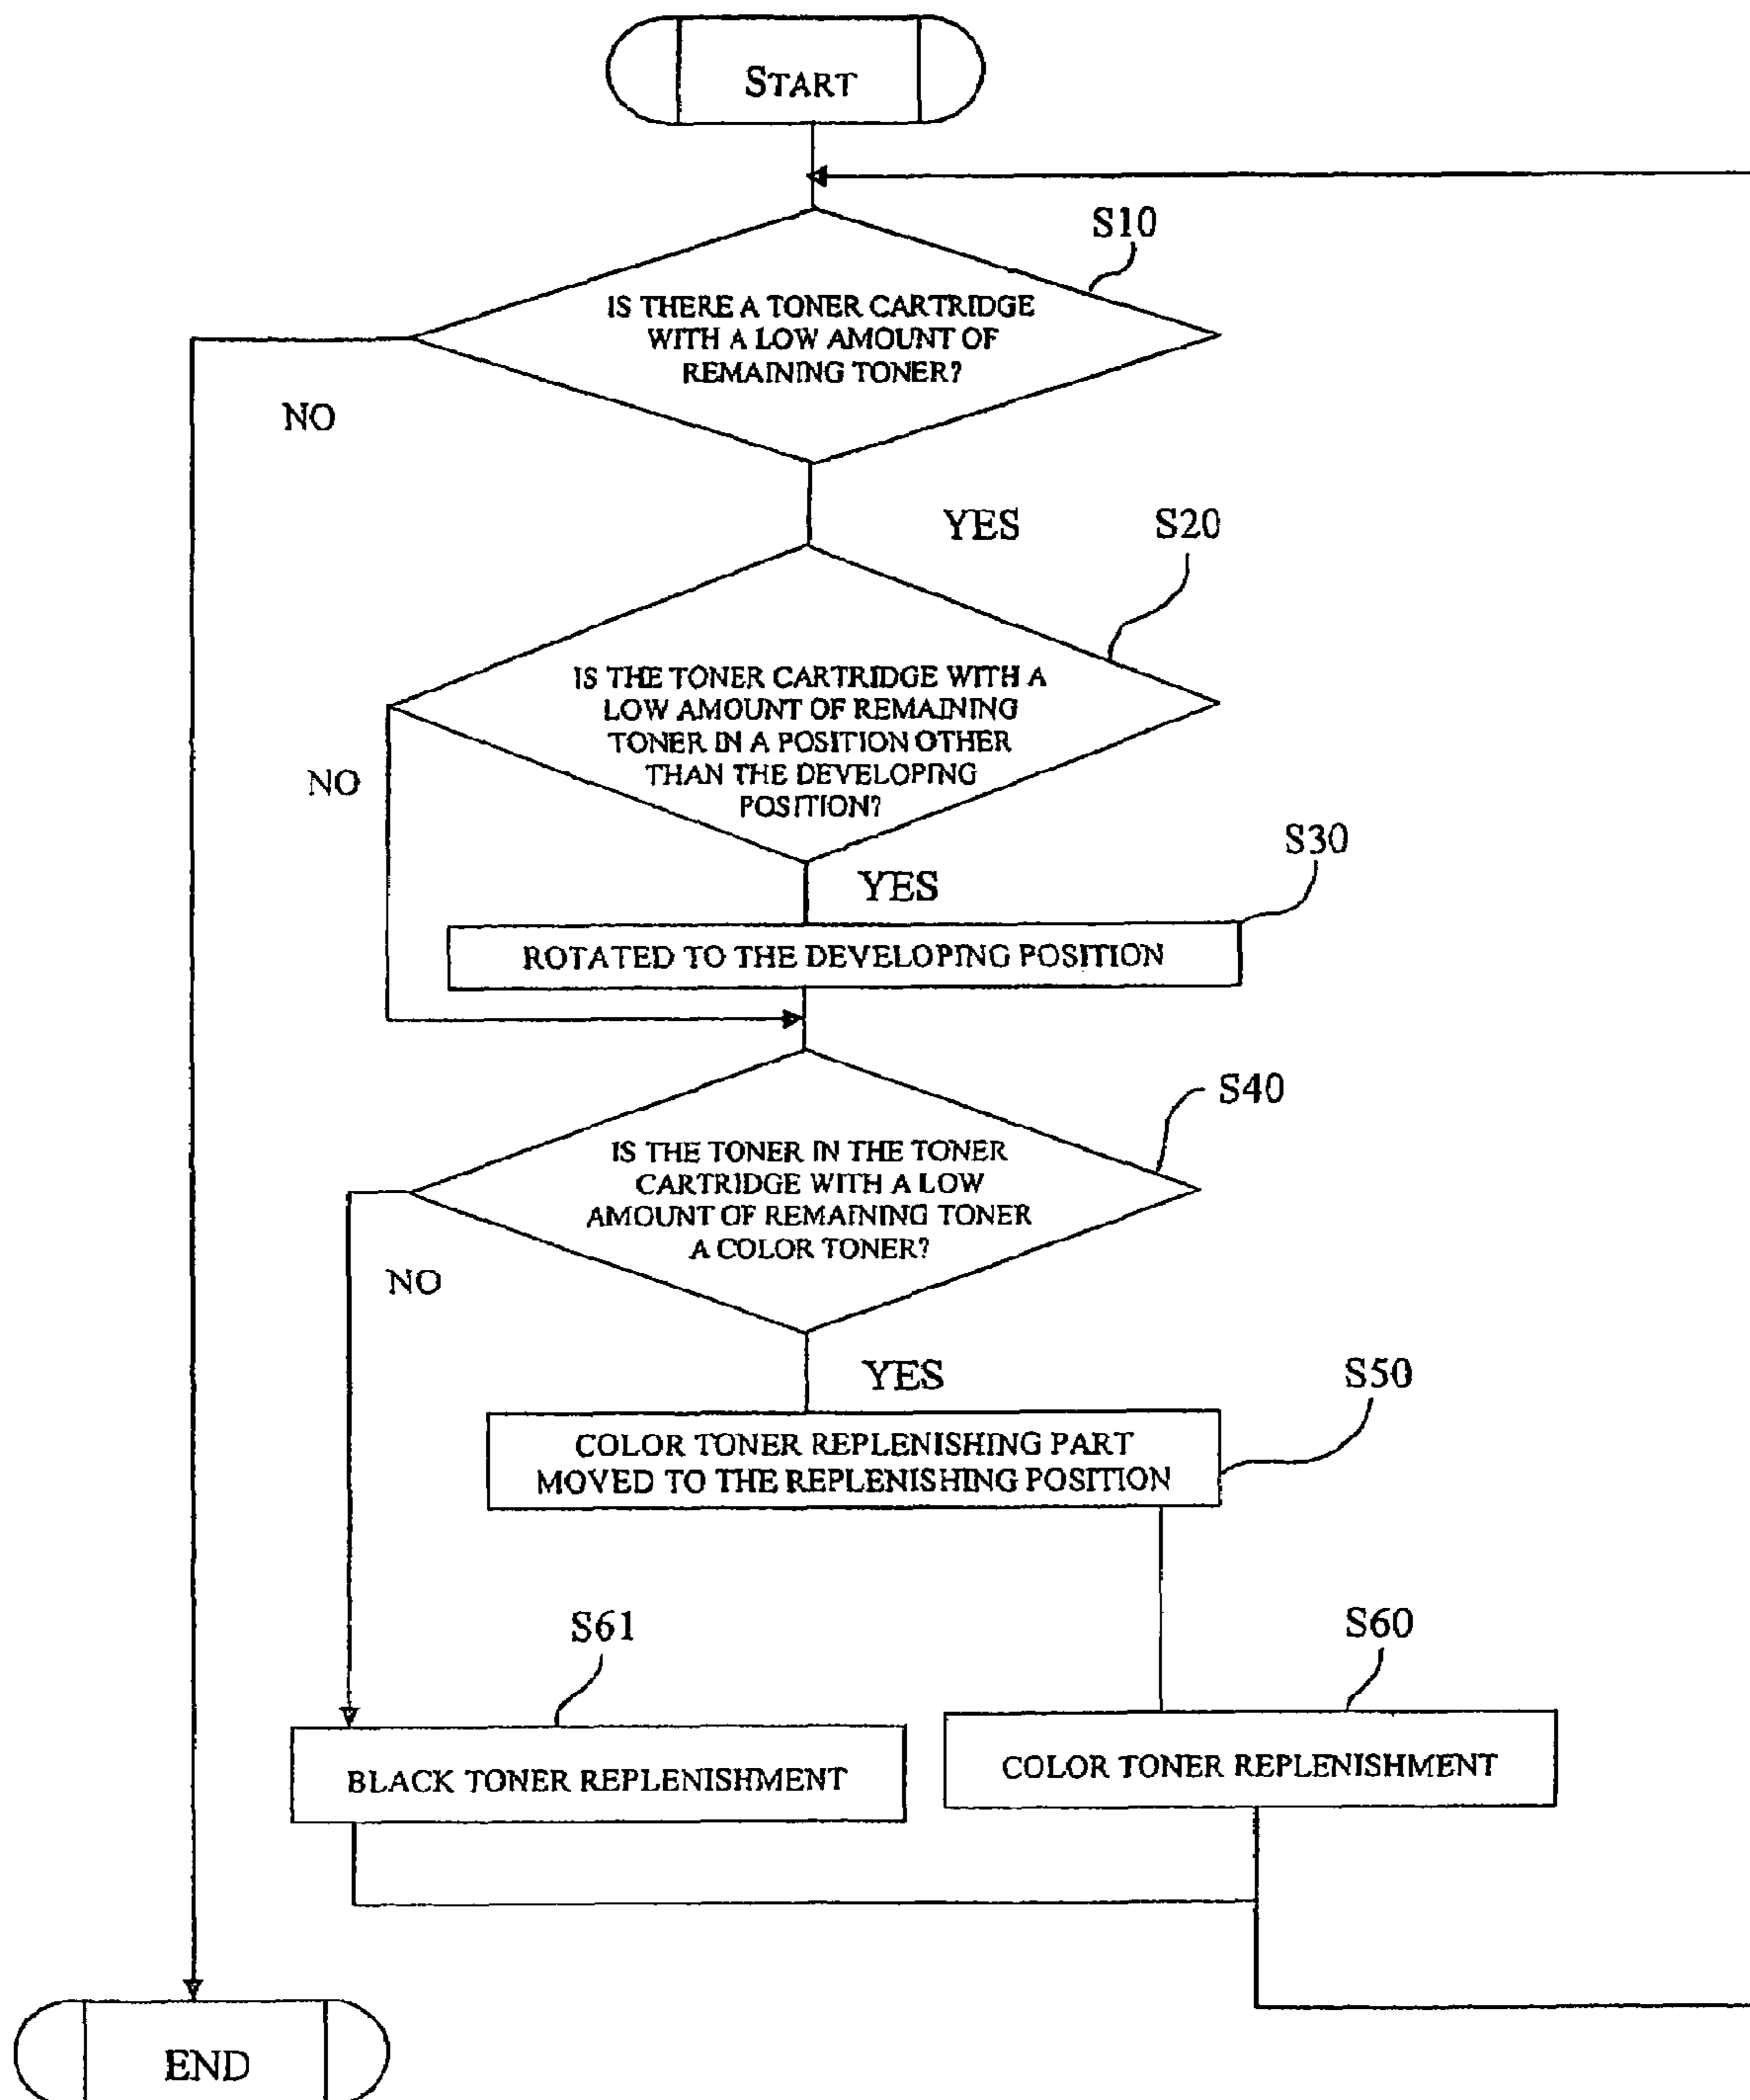 START
S10
IS THERE A TONER CARTRIDGE
WITH A LOW AMOUNT OF
REMAINING TONER?
NO
YES
S20
IS THE TONER CARTRIDGE WITH A
LOW AMOUNT OF REMAINING
TONER IN A POSITION OTHER
THAN THE DEVELOPING
POSITION?
NO
YES
S30
ROTATED TO THE DEVELOPING POSITION
S40
IS THE TONER IN THE TONER
CARTRIDGE WITH A LOW
AMOUNT OF REMAINING TONER
A COLOR TONER?
NO
YES
S50
COLOR TONER REPLENISHING PART
MOVED TO THE REPLENISHING POSITION
S61
S60
BLACK TONER REPLENISHMENT
COLOR TONER REPLENISHMENT
END